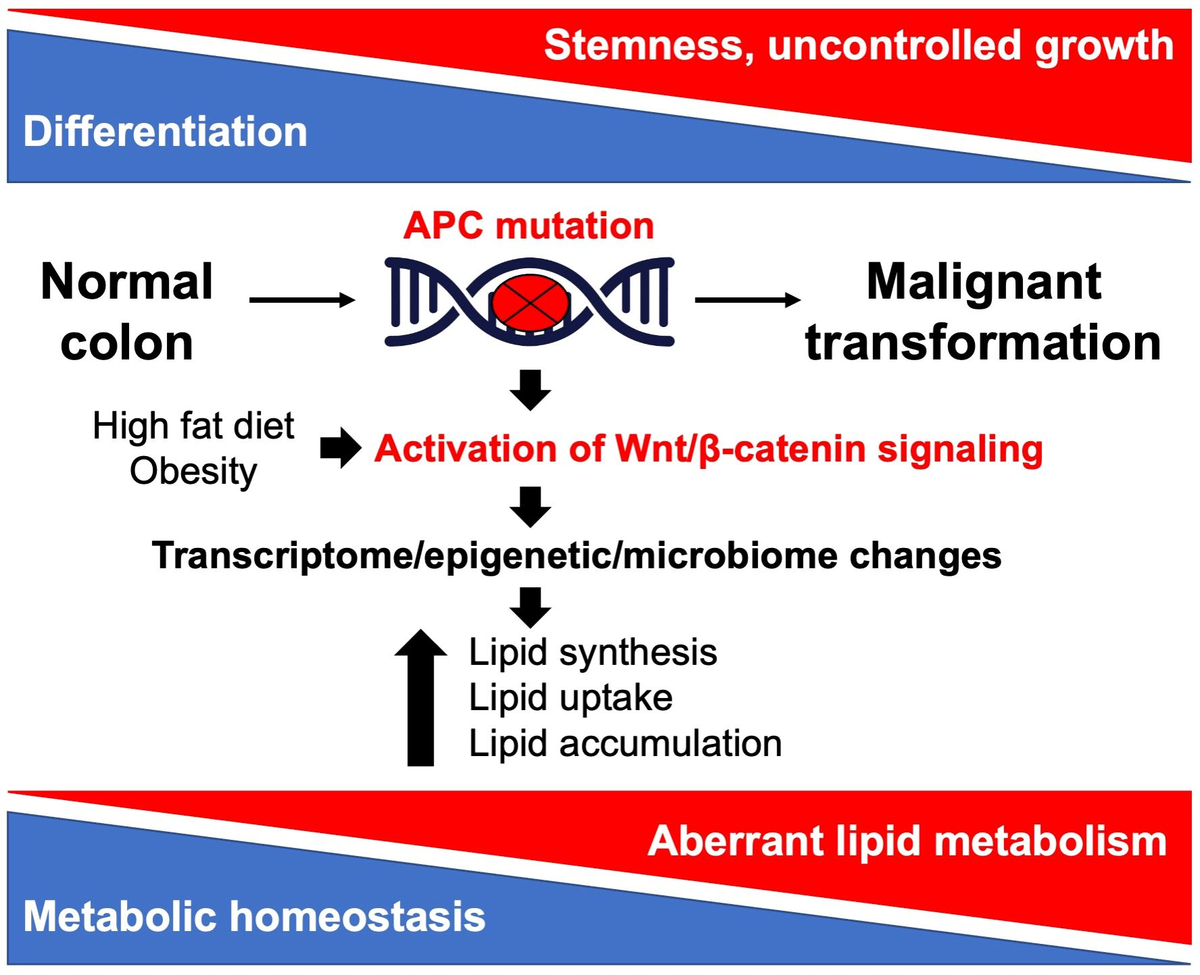 Stemness, uncontrolled growth
Differentiation
APC mutation
Normal
colon
Malignant
transformation
High fat diet
Obesity
Activation of Wnt/β-catenin signaling
Transcriptome/epigenetic/microbiome changes
Lipid synthesis
Lipid uptake
Lipid accumulation
Aberrant lipid metabolism
Metabolic homeostasis